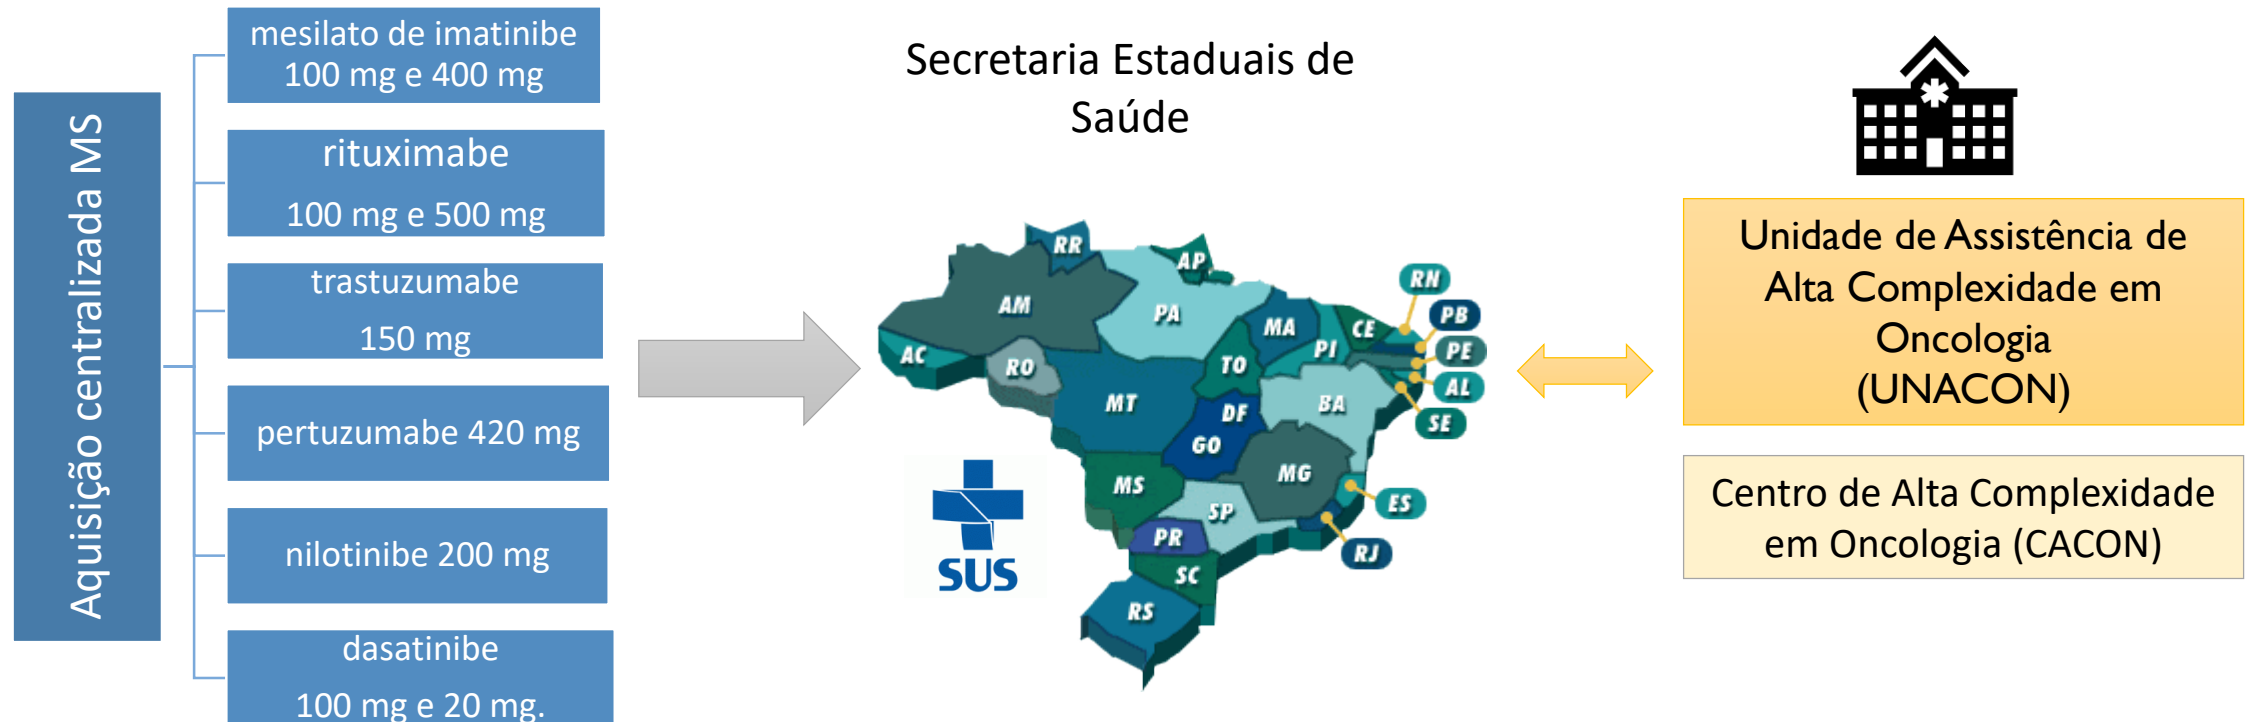 Aquisição centralizada MS
mesilato de imatinibe
100 mg e 400 mg
rituximabe
100 mg e 500 mg
trastuzumabe
150 mg
pertuzumabe 420 mg
nilotinibe 200 mg
dasatinibe
100 mg e 20 mg.
Secretaria Estaduais de
Saúde
RR
AP
AM
PA
MA
CE
RN
PB
PE
AL
SE
PI
AC
RO
TO
MT
BA
DF
GO
MG
MS
ES
SP
RJ
PR
SC
RS
SUS
Unidade de Assistência de
Alta Complexidade em
Oncologia
(UNACON)
Centro de Alta Complexidade
em Oncologia (CACON)